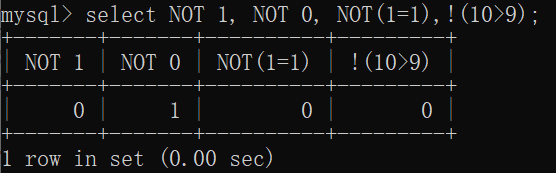 mysql> select NOT 1, NOT 0, NOT(1=1),!(10>9);
+-------+-------+----------+---------+
| NOT 1 | NOT 0 | NOT(1=1) | !(10>9) |
+-------+-------+----------+---------+
|     0 |     1 |        0 |       0 |
+-------+-------+----------+---------+
1 row in set (0.00 sec)